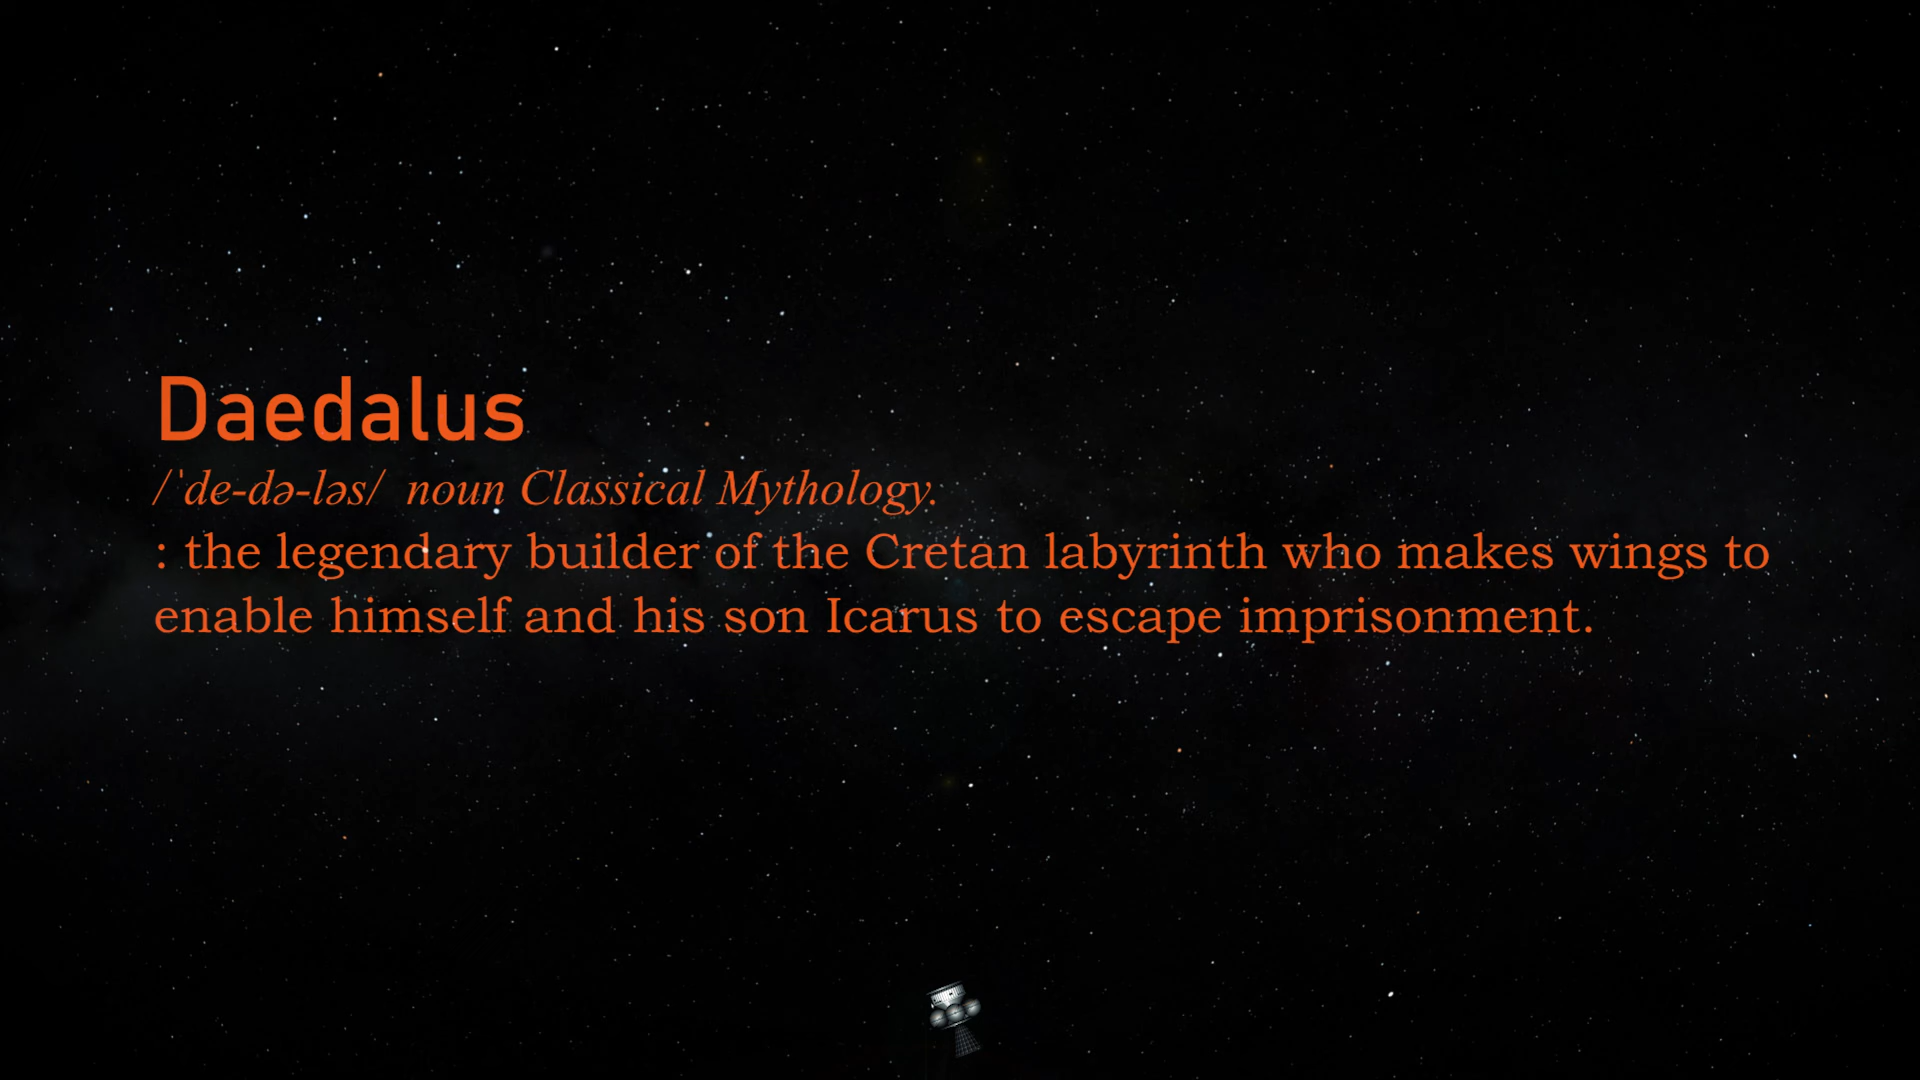 Daedalus
/ˈde-də-ləs/ noun Classical Mythology.
: the legendary builder of the Cretan labyrinth who makes wings to
enable himself and his son Icarus to escape imprisonment.